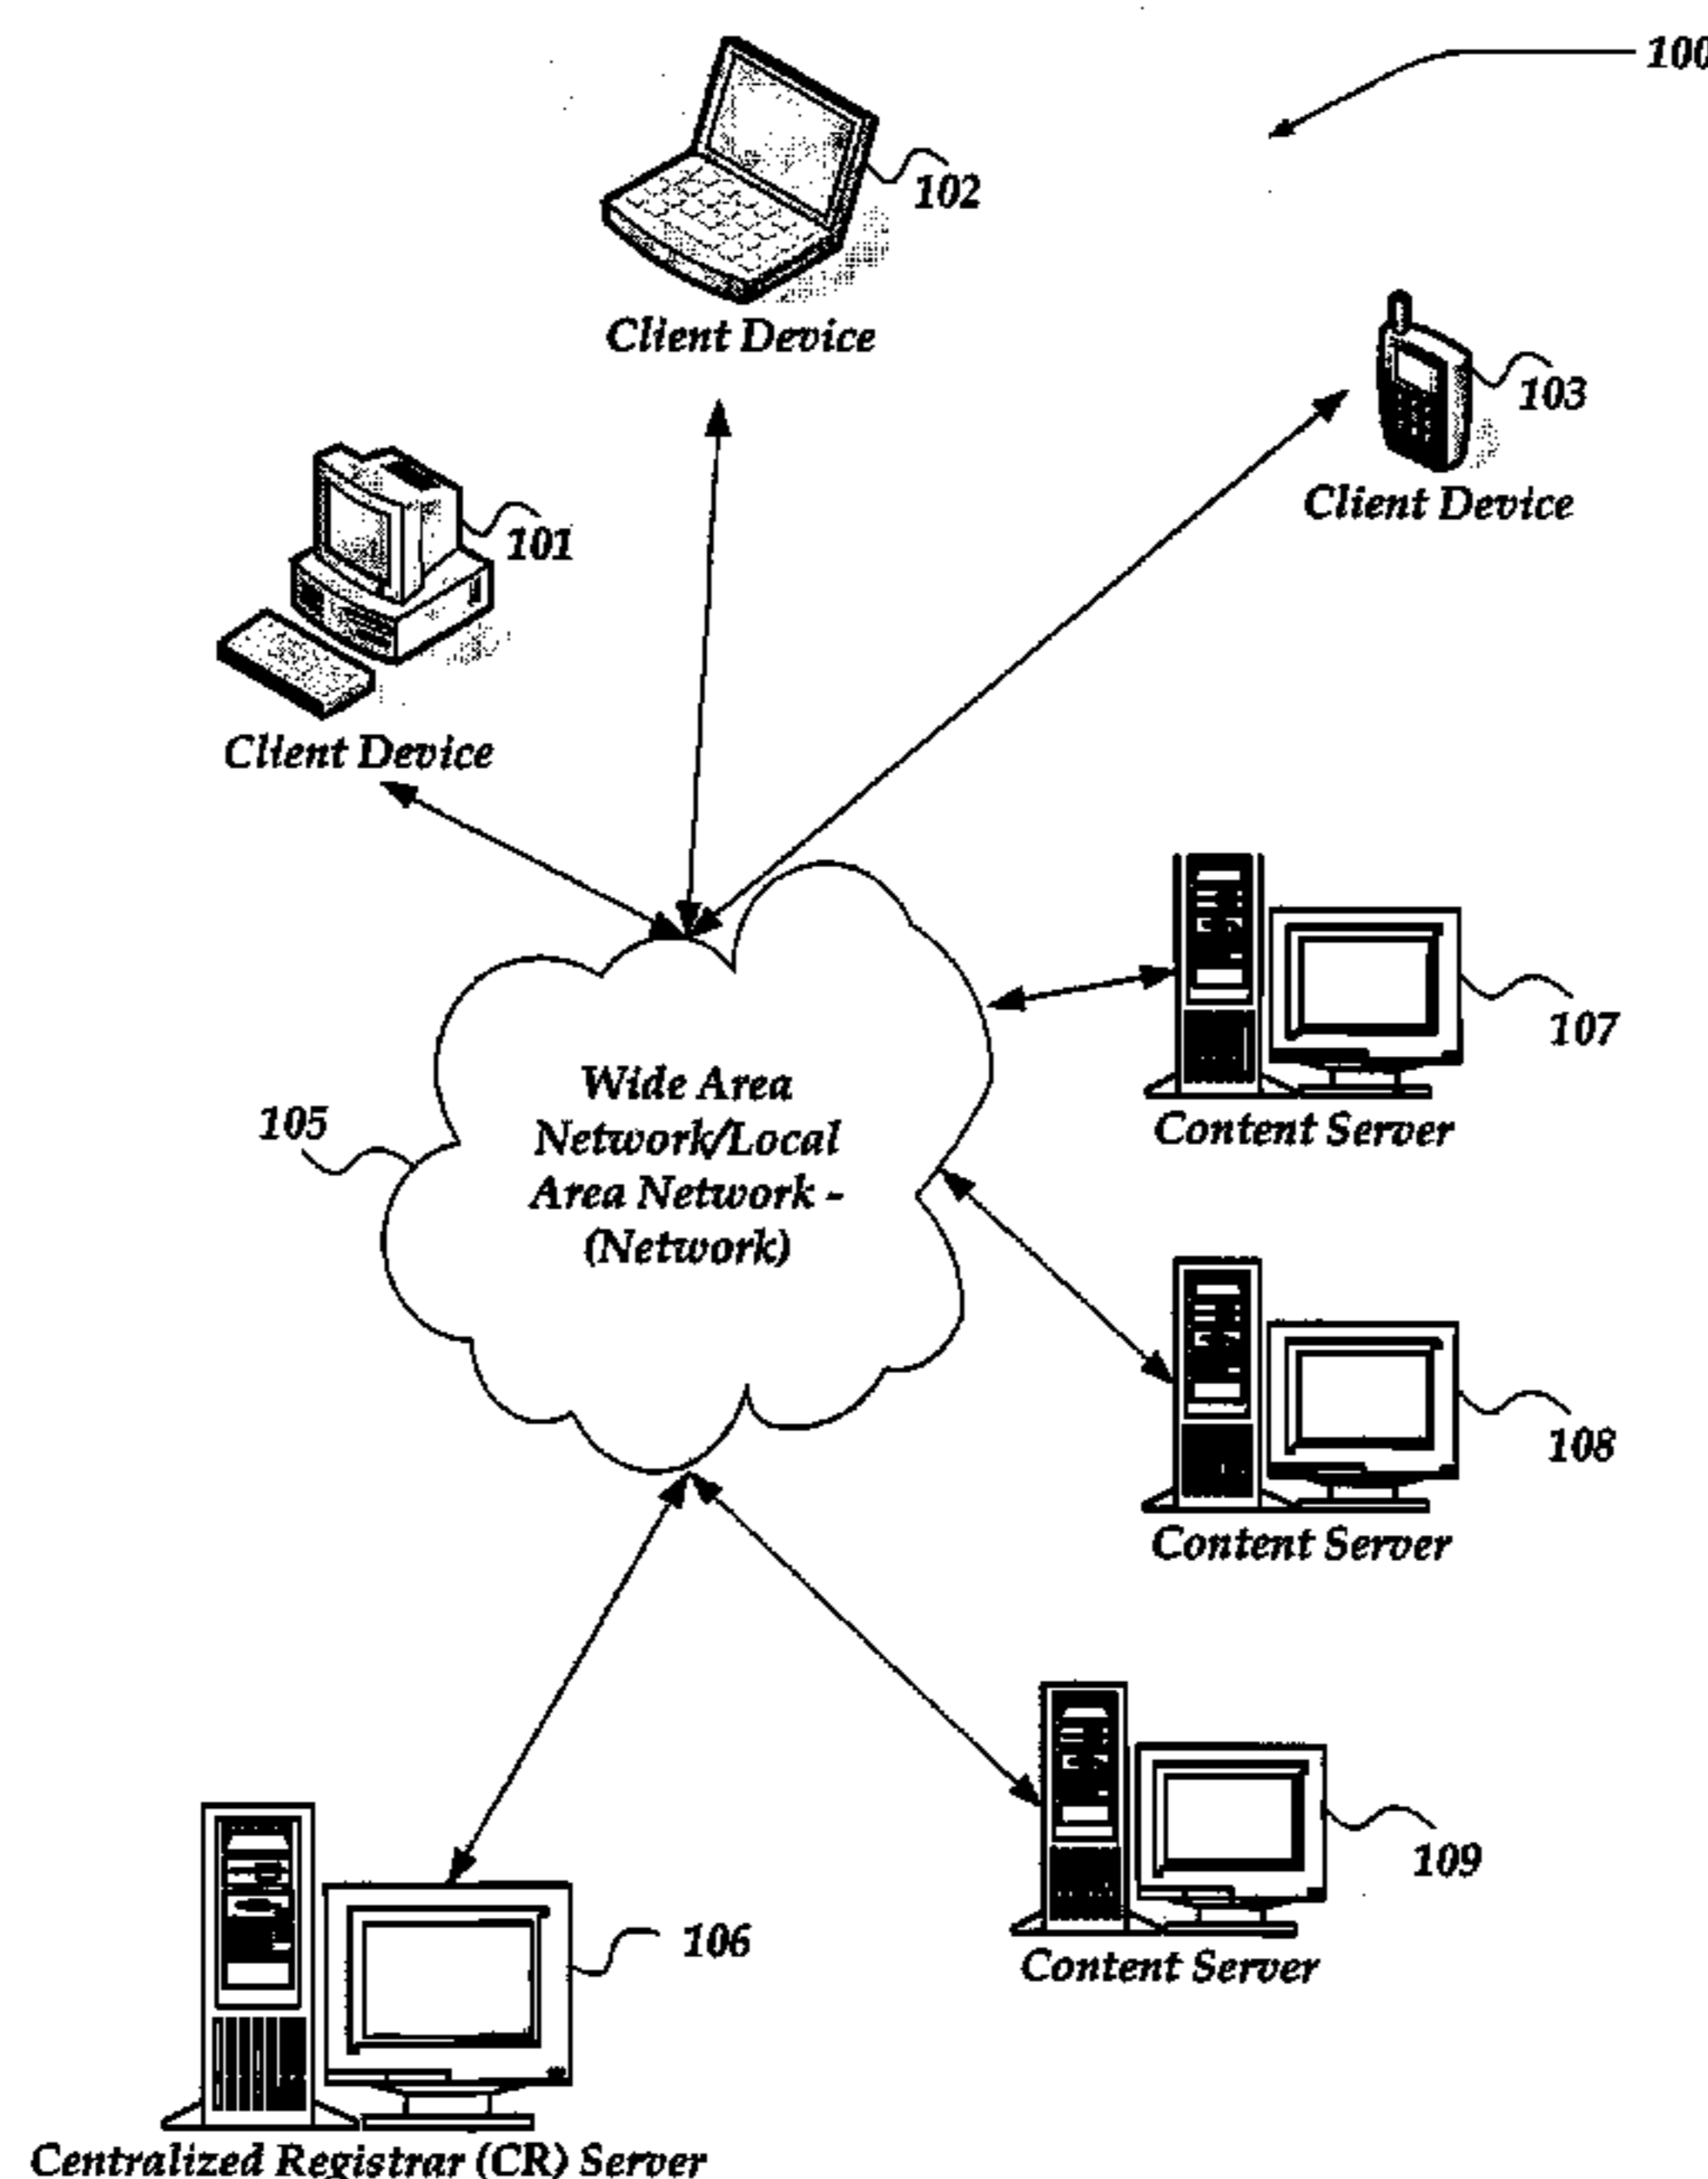 100
102
Client Device
103
Client Device
101
Client Device
107
Content Server
105
Wide Area
Network/Local
Area Network -
(Network)
108
Content Server
109
Content Server
106
Centralized Registrar (CR) Server